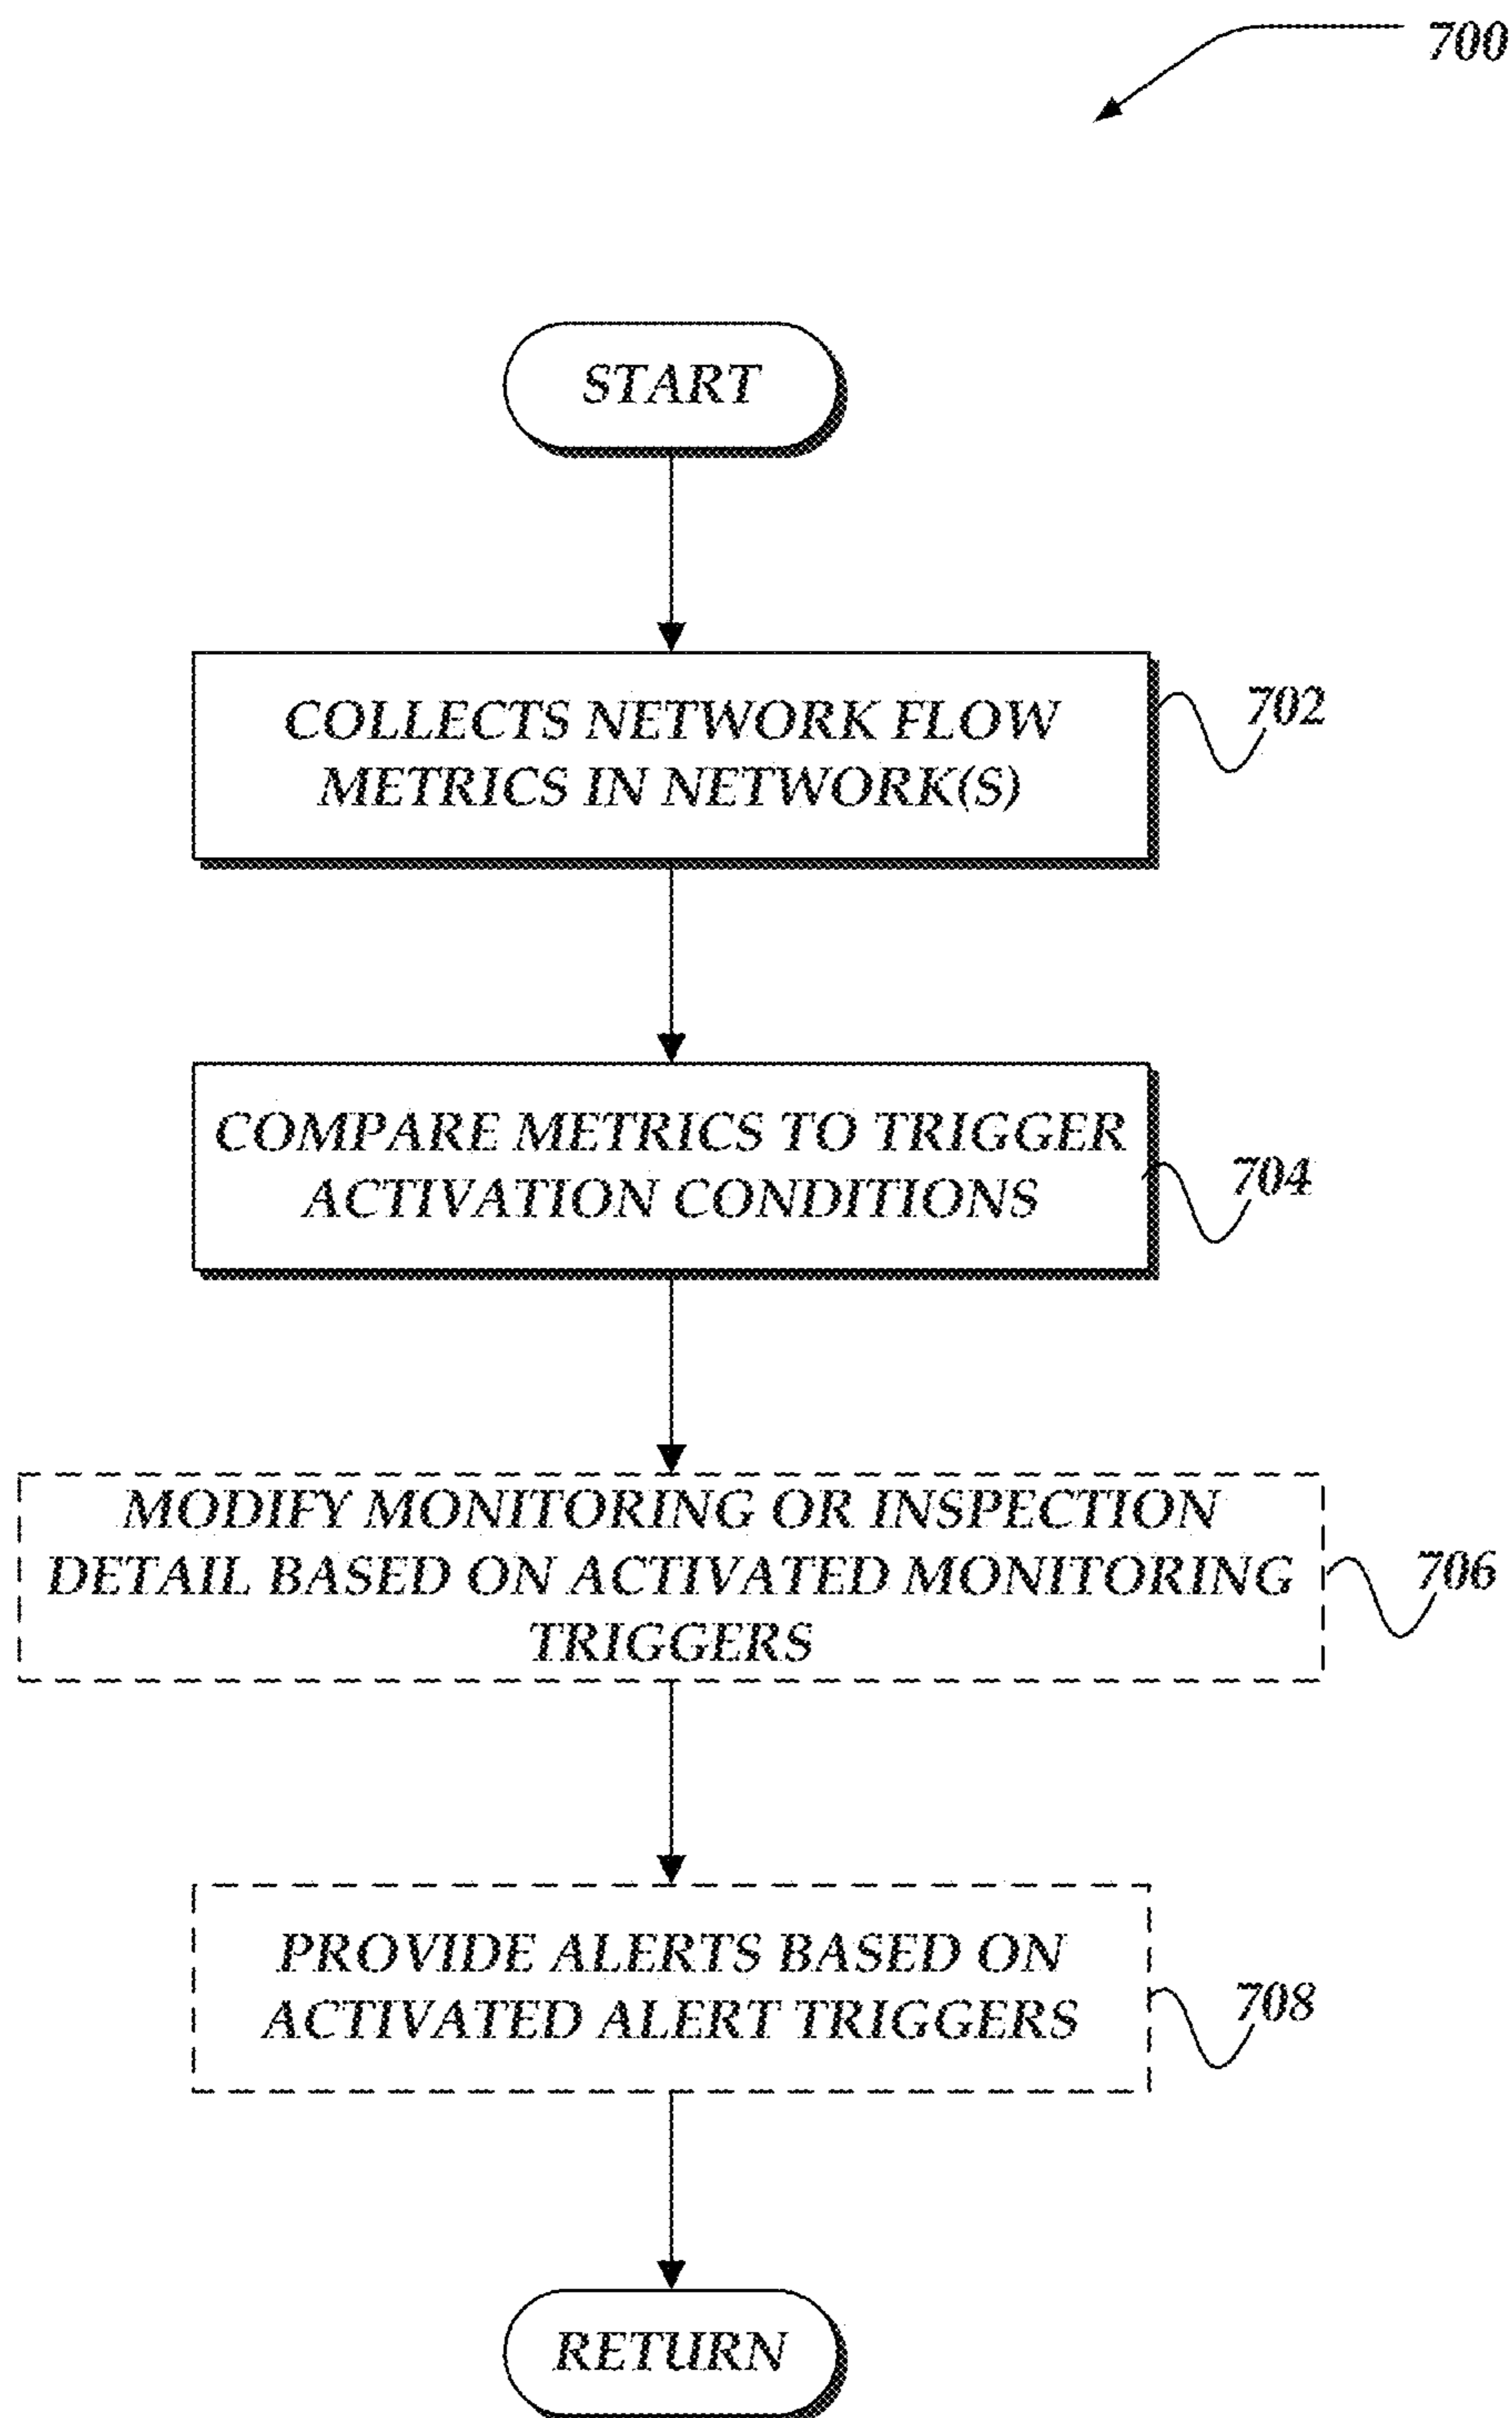 700
START
COLLECTS NETWORK FLOW
METRICS IN NETWORK(S)
702
COMPARE METRICS TO TRIGGER
ACTIVATION CONDITIONS
704
MODIFY MONITORING OR INSPECTION
DETAIL BASED ON ACTIVATED MONITORING
TRIGGERS
706
PROVIDE ALERTS BASED ON
ACTIVATED ALERT TRIGGERS
708
RETURN